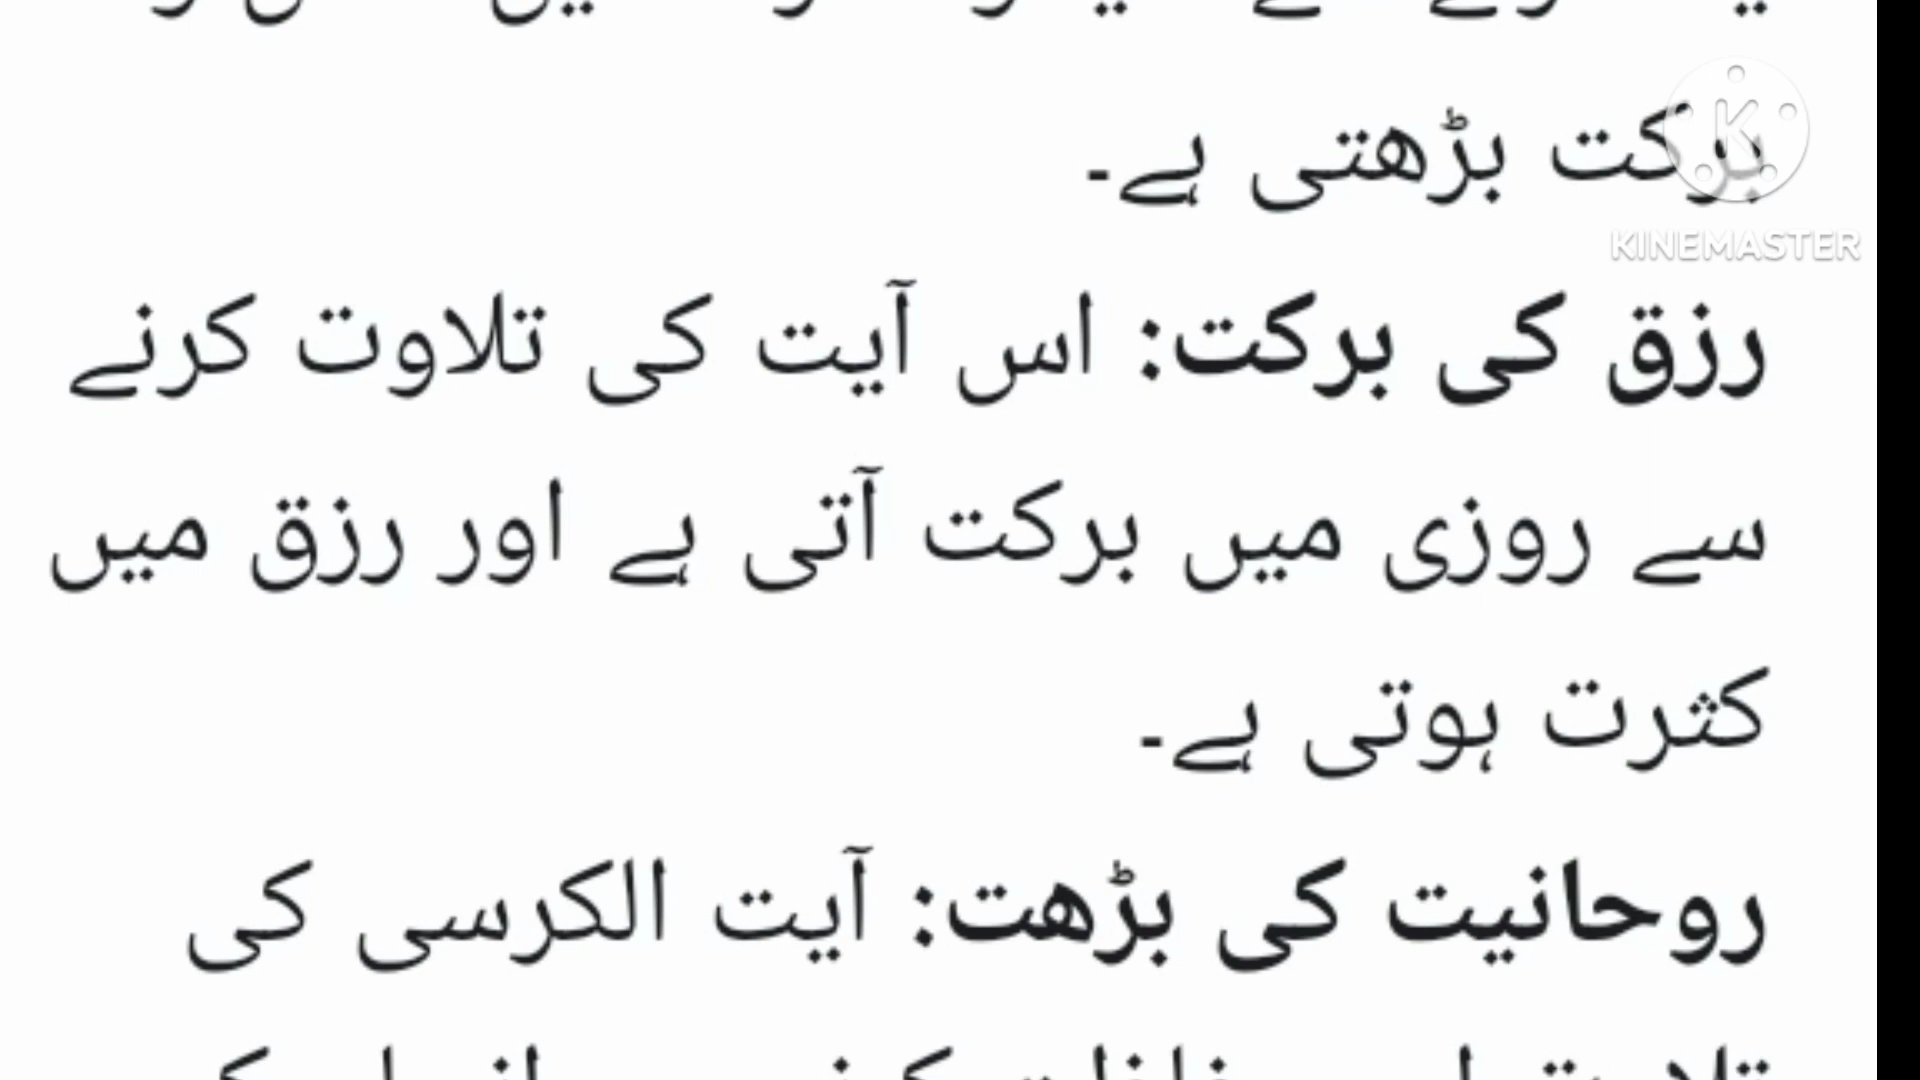 برکت بڑھتی ہے۔
KINEMASTER
رزق کی برکت: اس آیت کی تلاوت کرنے
سے روزی میں برکت آتی ہے اور رزق میں
کثرت ہوتی ہے۔
روحانیت کی بڑھت: آیت الکرسی کی